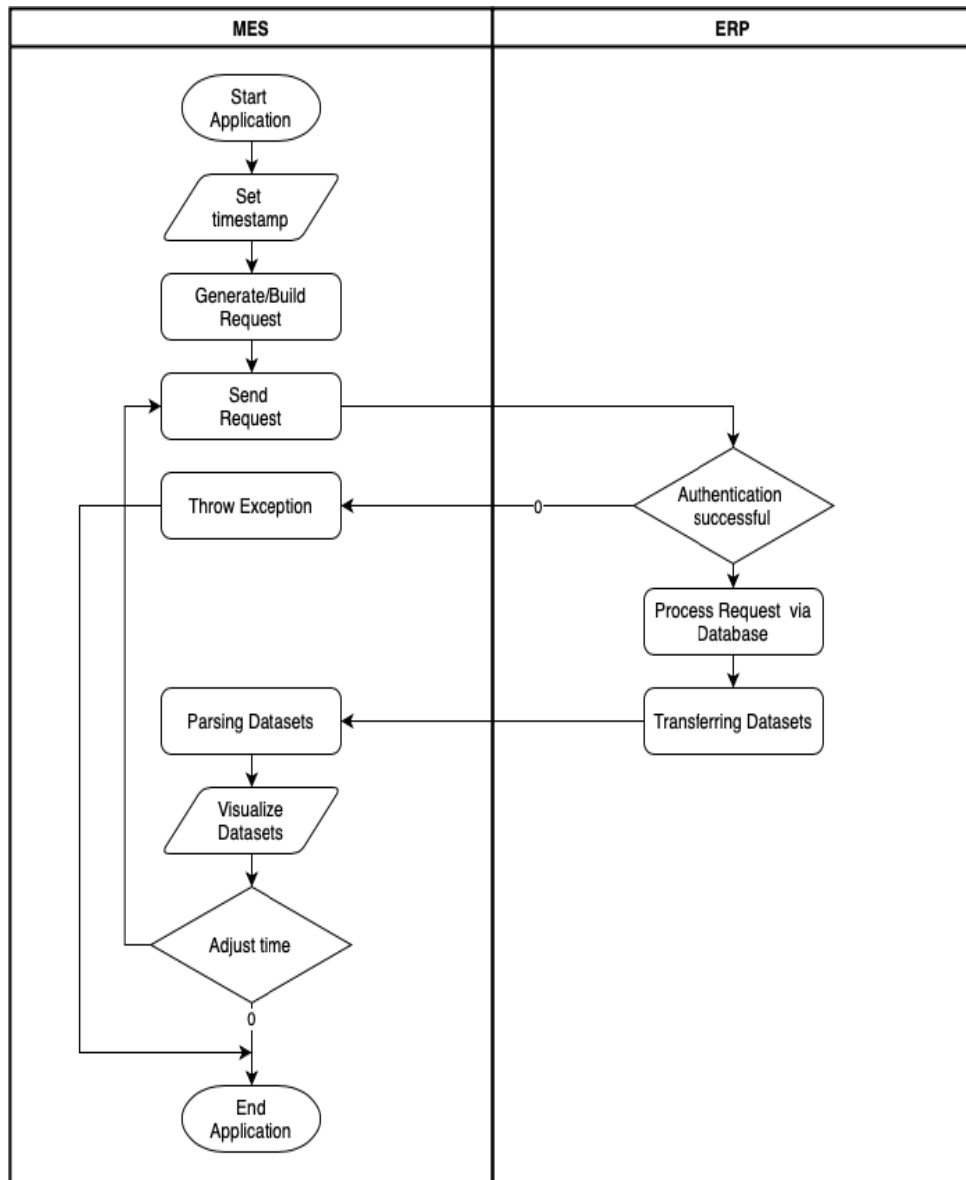 MES
ERP
Start
Application
Set
timestamp
Generate/Build
Request
Send
Request
Throw Exception
0
Authentication
successful
Process Request via
Database
Parsing Datasets
Transferring Datasets
Visualize
Datasets
Adjust time
0
End
Application